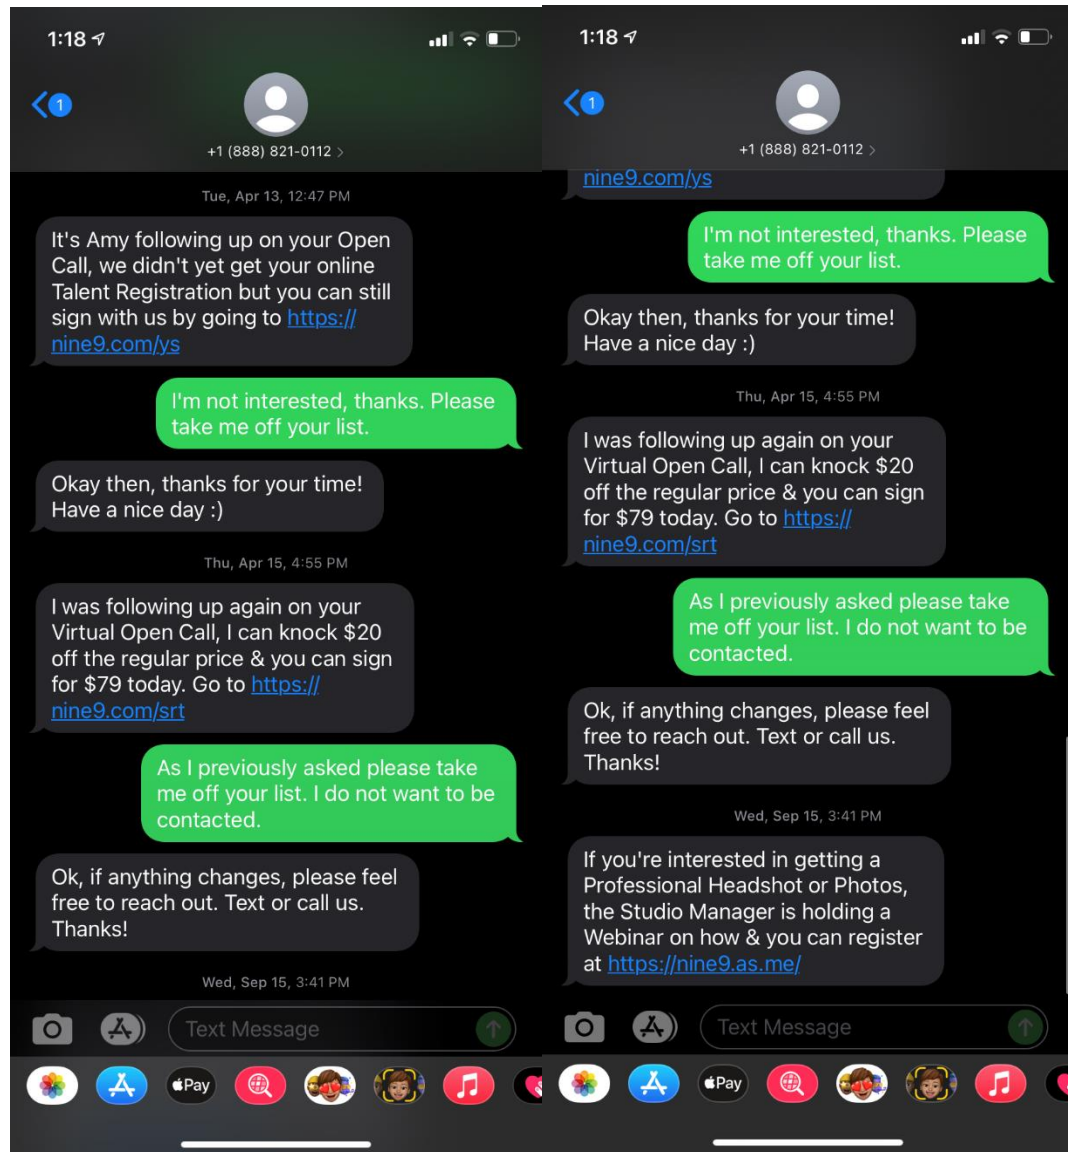 1:18
1
+1 (888) 821-0112 >
Tue, Apr 13, 12:47 PM
It's Amy following up on your Open
Call, we didn't yet get your online
Talent Registration but you can still
sign with us by going to https://
nine9.com/ys
I'm not interested, thanks. Please
take me off your list.
Okay then, thanks for your time!
Have a nice day :)
Thu, Apr 15, 4:55 PM
I was following up again on your
Virtual Open Call, I can knock $20
off the regular price & you can sign
for $79 today. Go to https://
nine9.com/srt
As I previously asked please take
me off your list. I do not want to be
contacted.
Ok, if anything changes, please feel
free to reach out. Text or call us.
Thanks!
Wed, Sep 15, 3:41 PM
Text Message
Pay
1:18
1
+1 (888) 821-0112 >
nine9.com/ys
I'm not interested, thanks. Please
take me off your list.
Okay then, thanks for your time!
Have a nice day :)
Thu, Apr 15, 4:55 PM
I was following up again on your
Virtual Open Call, I can knock $20
off the regular price & you can sign
for $79 today. Go to https://
nine9.com/srt
As I previously asked please take
me off your list. I do not want to be
contacted.
Ok, if anything changes, please feel
free to reach out. Text or call us.
Thanks!
Wed, Sep 15, 3:41 PM
If you're interested in getting a
Professional Headshot or Photos,
the Studio Manager is holding a
Webinar on how & you can register
at https://nine9.as.me/
Text Message
Pay